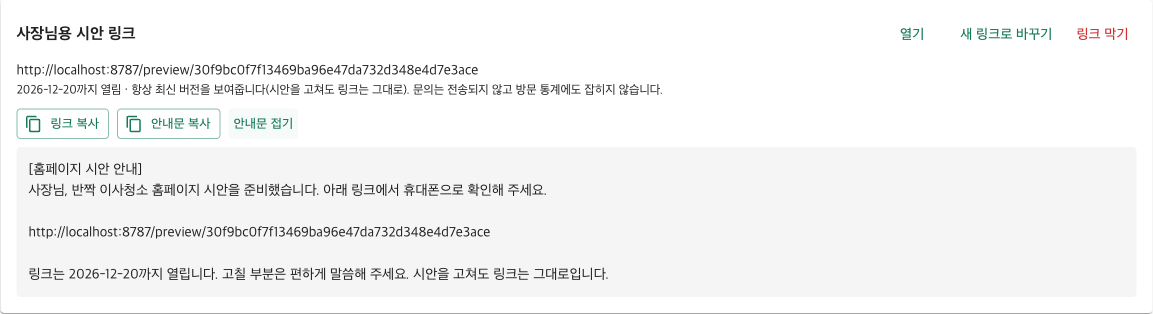 사장님용 시안 링크
열기
새 링크로 바꾸기
링크 막기
http://localhost:8787/preview/30f9bc0f7f13469ba96e47da732d348e4d7e3ace
2026-12-20까지 열림 · 항상 최신 버전을 보여줍니다(시안을 고쳐도 링크는 그대로). 문의는 전송되지 않고 방문 통계에도 잡히지 않습니다.
링크 복사
안내문 복사
안내문 접기
[홈페이지 시안 안내]
사장님, 반짝 이사청소 홈페이지 시안을 준비했습니다. 아래 링크에서 휴대폰으로 확인해 주세요.
http://localhost:8787/preview/30f9bc0f7f13469ba96e47da732d348e4d7e3ace
링크는 2026-12-20까지 열립니다. 고칠 부분은 편하게 말씀해 주세요. 시안을 고쳐도 링크는 그대로입니다.